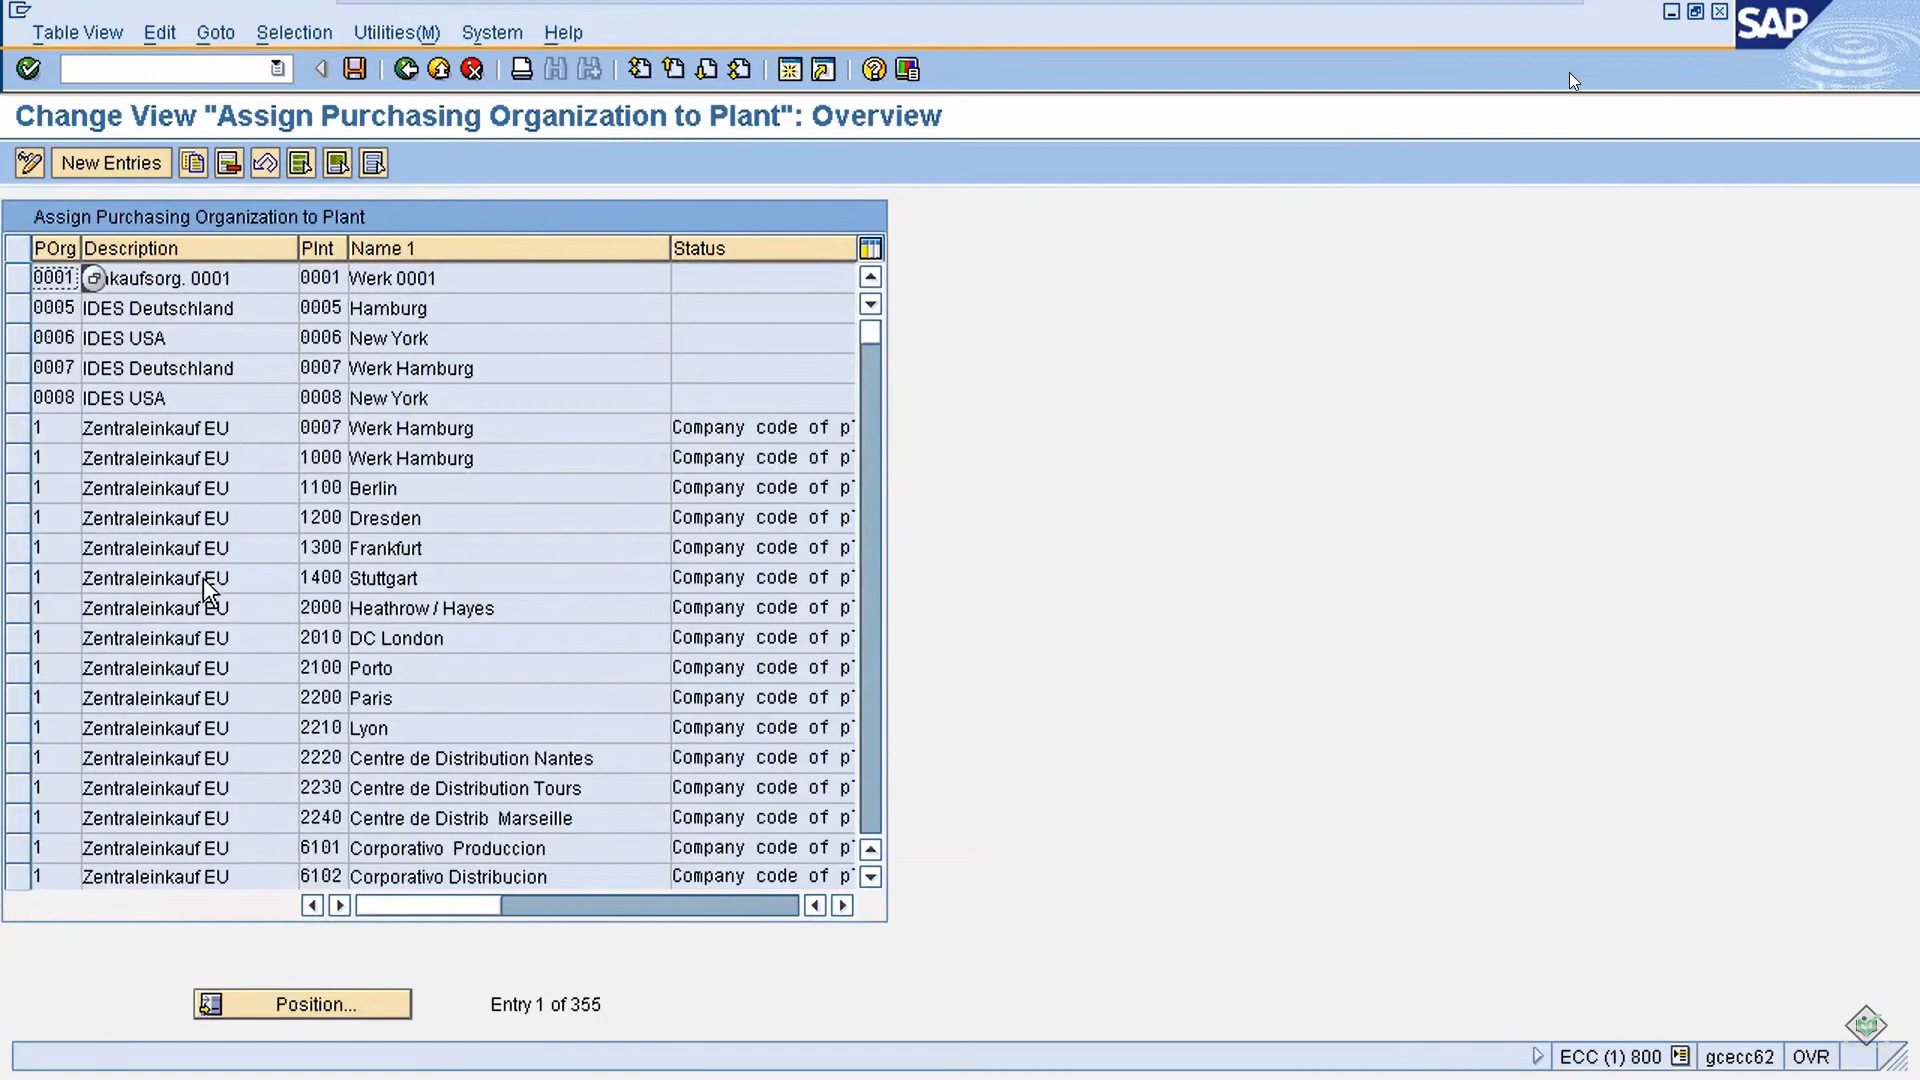 Table View Edit Goto Selection Utilities(M) System Help
SAP
Change View "Assign Purchasing Organization to Plant": Overview
New Entries
Assign Purchasing Organization to Plant
POrg Description Plnt Name 1 Status
0001 kaufsorg. 0001 0001 Werk 0001
0005 IDES Deutschland 0005 Hamburg
0006 IDES USA 0006 New York
0007 IDES Deutschland 0007 Werk Hamburg
0008 IDES USA 0008 New York
1 Zentraleinkauf EU 0007 Werk Hamburg Company code of p
1 Zentraleinkauf EU 1000 Werk Hamburg Company code of p
1 Zentraleinkauf EU 1100 Berlin Company code of p
1 Zentraleinkauf EU 1200 Dresden Company code of p
1 Zentraleinkauf EU 1300 Frankfurt Company code of p
1 Zentraleinkauf EU 1400 Stuttgart Company code of p
1 Zentraleinkauf EU 2000 Heathrow / Hayes Company code of p
1 Zentraleinkauf EU 2010 DC London Company code of p
1 Zentraleinkauf EU 2100 Porto Company code of p
1 Zentraleinkauf EU 2200 Paris Company code of p
1 Zentraleinkauf EU 2210 Lyon Company code of p
1 Zentraleinkauf EU 2220 Centre de Distribution Nantes Company code of p
1 Zentraleinkauf EU 2230 Centre de Distribution Tours Company code of p
1 Zentraleinkauf EU 2240 Centre de Distrib Marseille Company code of p
1 Zentraleinkauf EU 6101 Corporativo Produccion Company code of p
1 Zentraleinkauf EU 6102 Corporativo Distribucion Company code of p
Position... Entry 1 of 355
ECC (1) 800 gcecc62 OVR